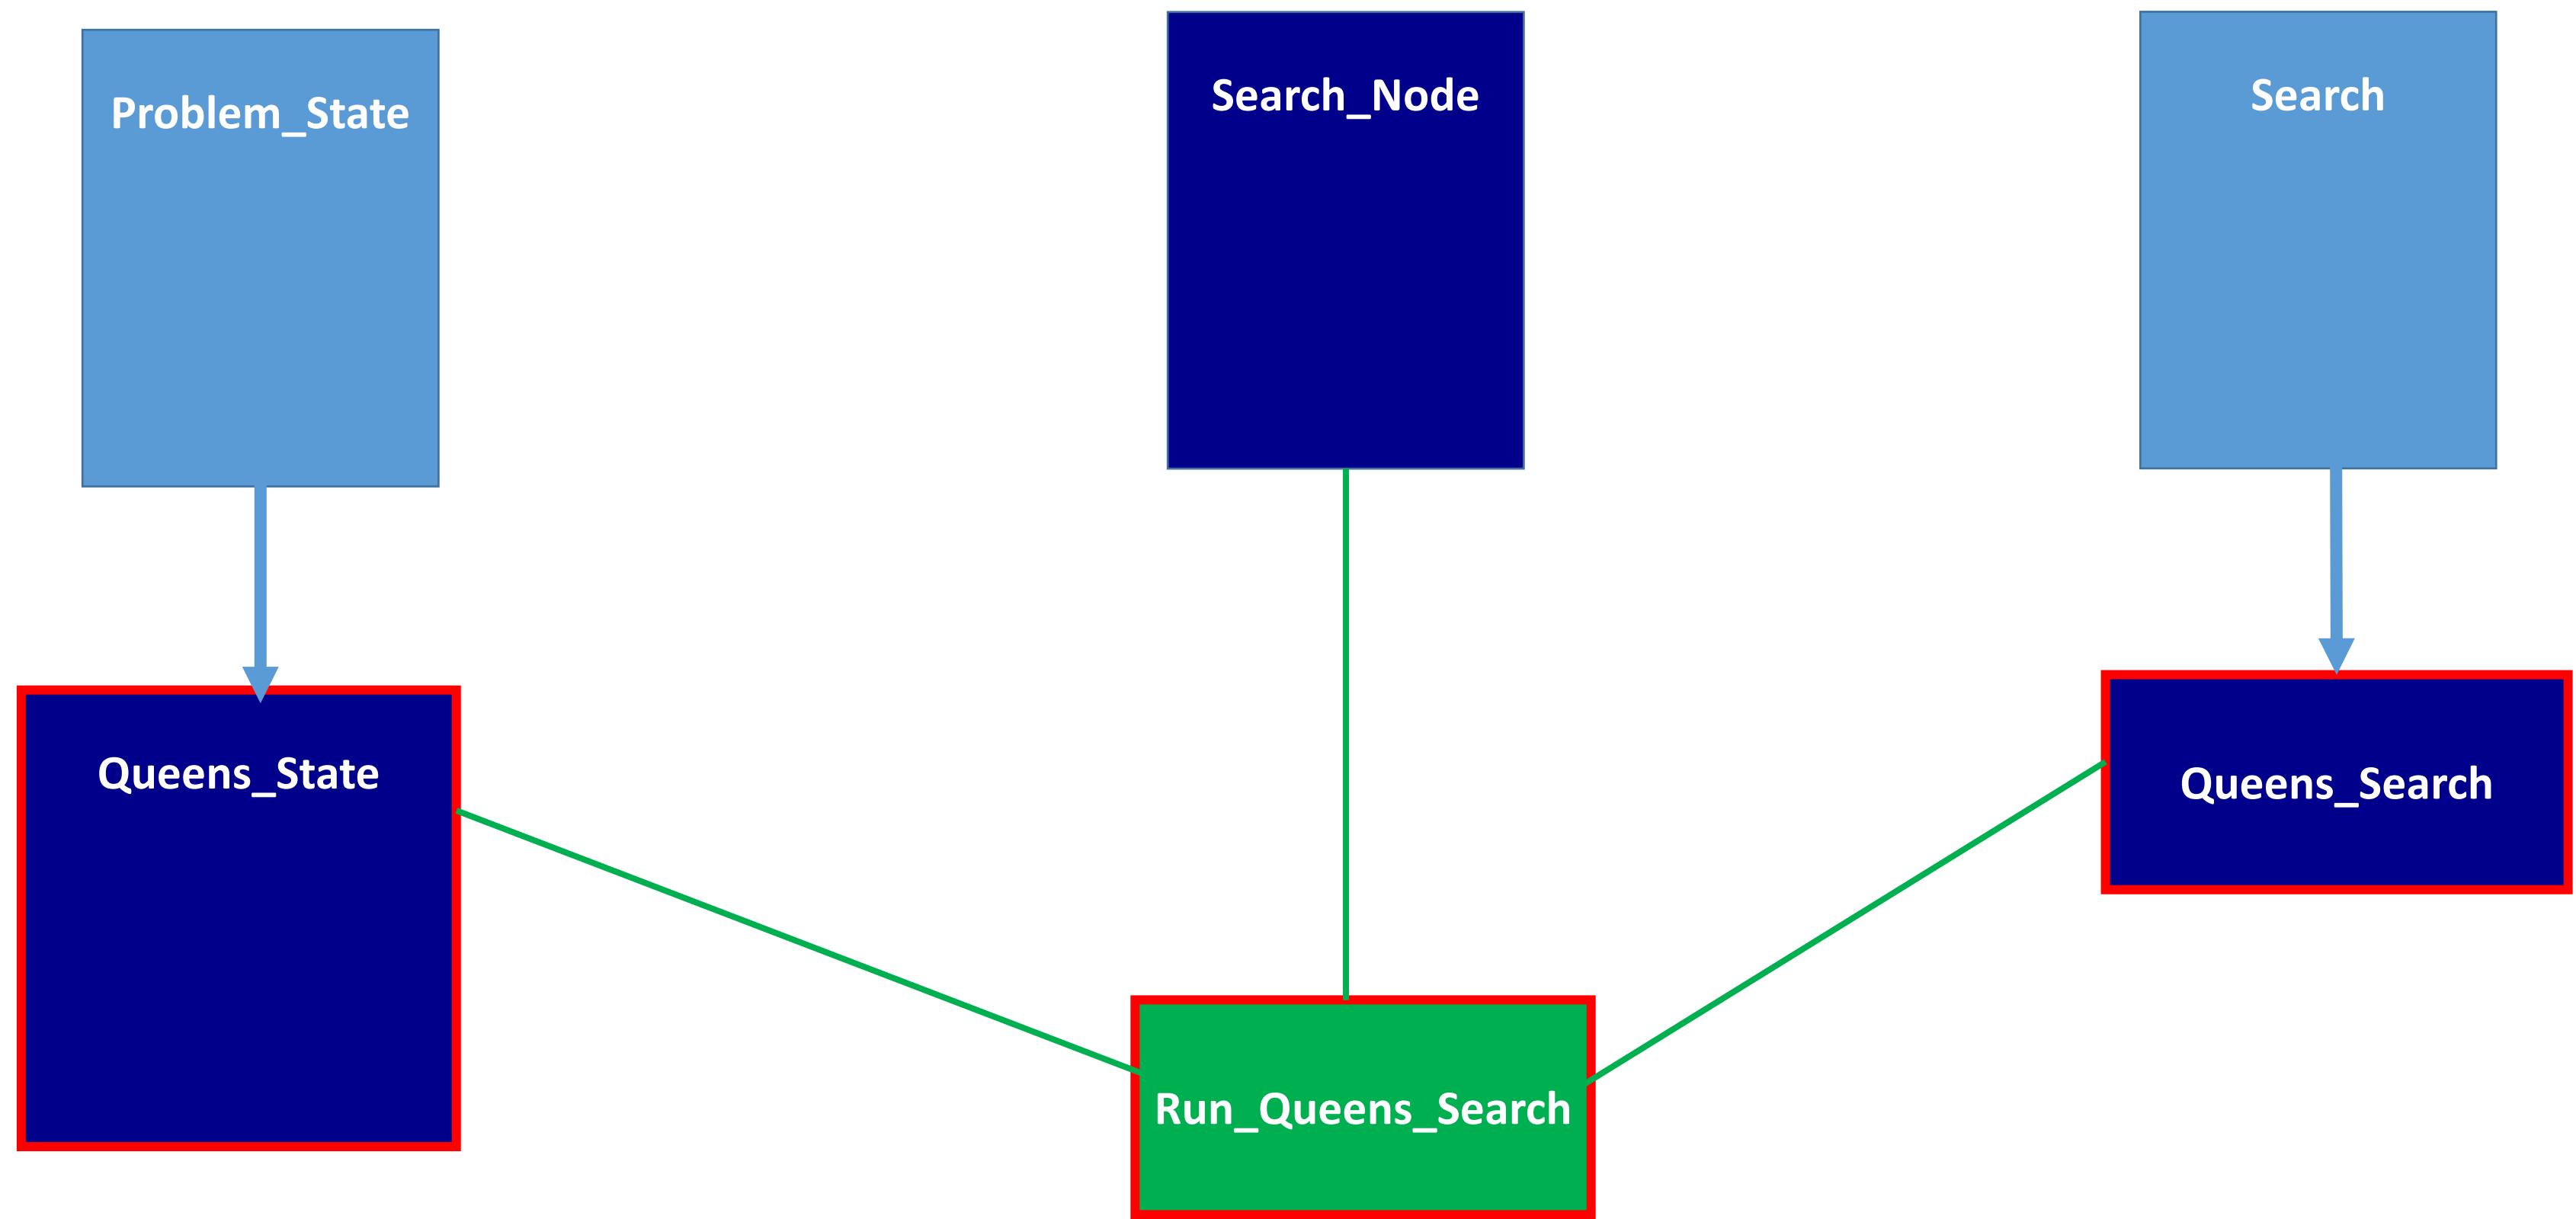 Problem_State
Search_Node
Search
Queens_State
Queens_Search
Run_Queens_Search